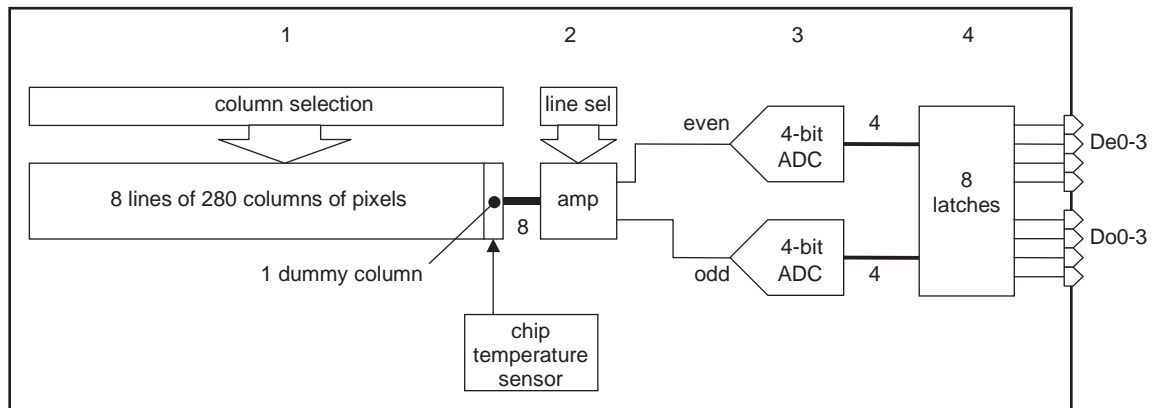 1 2 3 4
column selection
line sel
8 lines of 280 columns of pixels
8
amp
1 dummy column
chip
temperature
sensor
even
odd
4-bit
ADC
4
4-bit
ADC
4
8
latches
De0-3
Do0-3